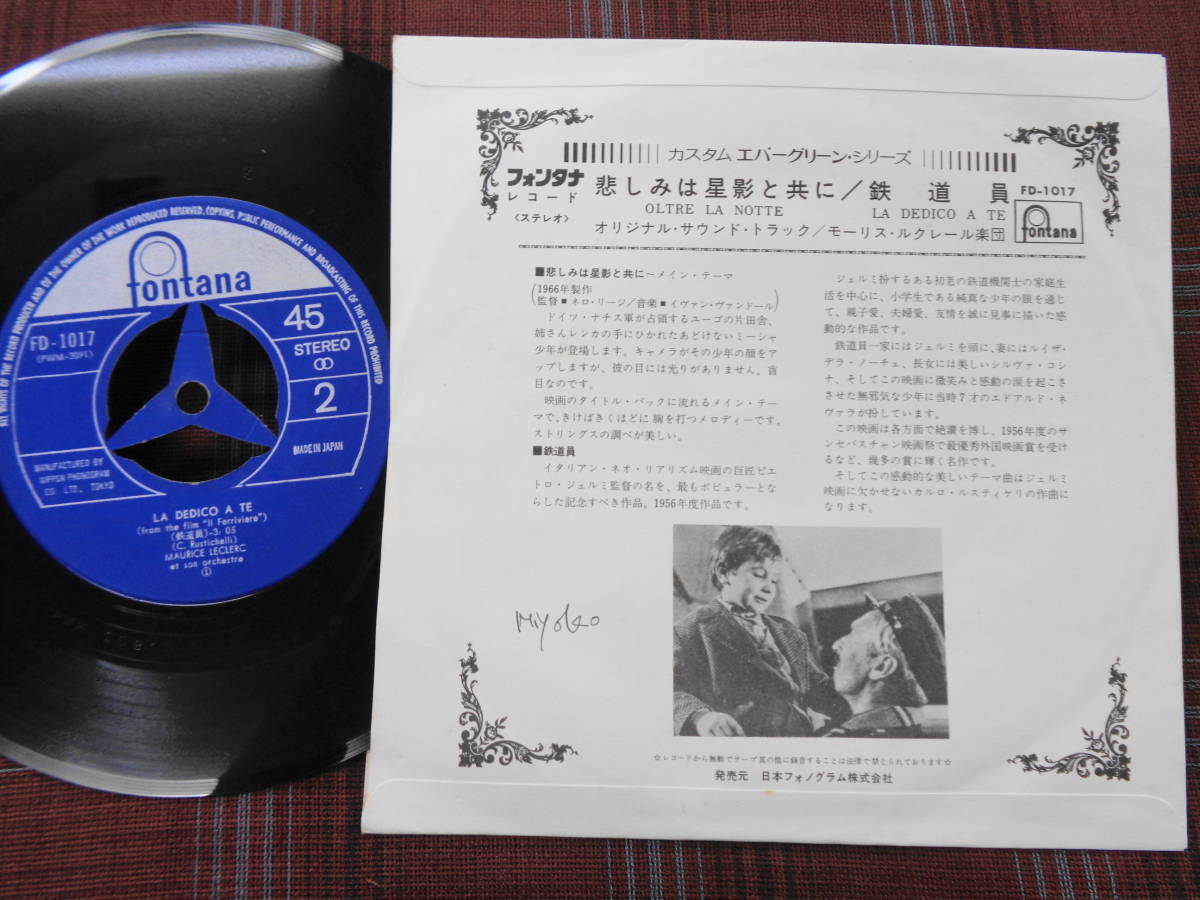 ALL RIGHTS OF THE RECORD PRODUCER AND OF THE OWNER OF THE WORK REPRODUCED RESERVED. COPYING, PUBLIC PERFORMANCE AND BROADCASTING OF THIS RECORD PROHIBITED
fontana
FD-1017
(PWM-2091)
45
STEREO
2
MADE IN JAPAN
MANUFACTURED BY
NIPPON PHONOGRAM
CO. LTD., TOKYO
LA DEDICO A TE
(from the film "Il Ferriviere")
(鉄道員)-3: 05
(C. Rustichelli)
MAURICE LECLERC
et son orchestre
カスタム エバーグリーン・シリーズ
フォンタナ
レコード
〈ステレオ〉
悲しみは星影と共に/鉄道員
OLTRE LA NOTTE LA DEDICO A TE
オリジナル・サウンド・トラック/モーリス・ルクレール楽団
FD-1017
fontana
■悲しみは星影と共に〜メイン・テーマ
(1966年製作
監督■ネロ・リージ/音楽■イヴァン・ヴァンドール)
ドイツ・ナチス軍が占領するユーゴの片田舎、
姉さんレンカの手にひかれたあどけないミーシャ
少年が登場します。キャメラがその少年の顔をア
ップしますが、彼の目には光りがありません。盲
目なのです。
映画のタイトル・バックに流れるメイン・テー
マで、きけばきくほどに胸を打つメロディーです。
ストリングスの調べが美しい。
■鉄道員
イタリアン・ネオ・リアリズム映画の巨匠ピエ
トロ・ジェルミ監督の名を、最もポピュラーとな
らした記念すべき作品。1956年度作品です。
ジェルミ扮するある初老の鉄道機関士の家庭生
活を中心に、小学生である純真な少年の眼を通じ
て、親子愛、夫婦愛、友情を誠に見事に描いた感
動的な作品です。
鉄道員一家にはジェルミを頭に、妻にはルイザ・
デラ・ノーチェ、長女には美しいシルヴァ・コシ
ナ、そしてこの映画に微笑みと感動の涙を起こさ
させた無邪気な少年に当時7才のエドアルド・ネ
ヴァラが扮しています。
この映画は各方面で絶讃を博し、1956年度のサ
ンセバスチャン映画祭で最優秀外国映画賞を受け
るなど、幾多の賞に輝く名作です。
そしてこの感動的な美しいテーマ曲はジェルミ
映画に欠かせないカルロ・ルスティケリの作曲に
なります。
Miyoko
☆レコードから無断でテープ其の他に録音することは法律で禁じられております☆
発売元 日本フォノグラム株式会社